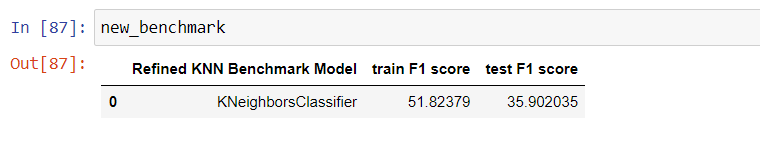 In [87]: new_benchmark
Out[87]:
Refined KNN Benchmark Model train F1 score test F1 score
0 KNeighborsClassifier 51.82379 35.902035